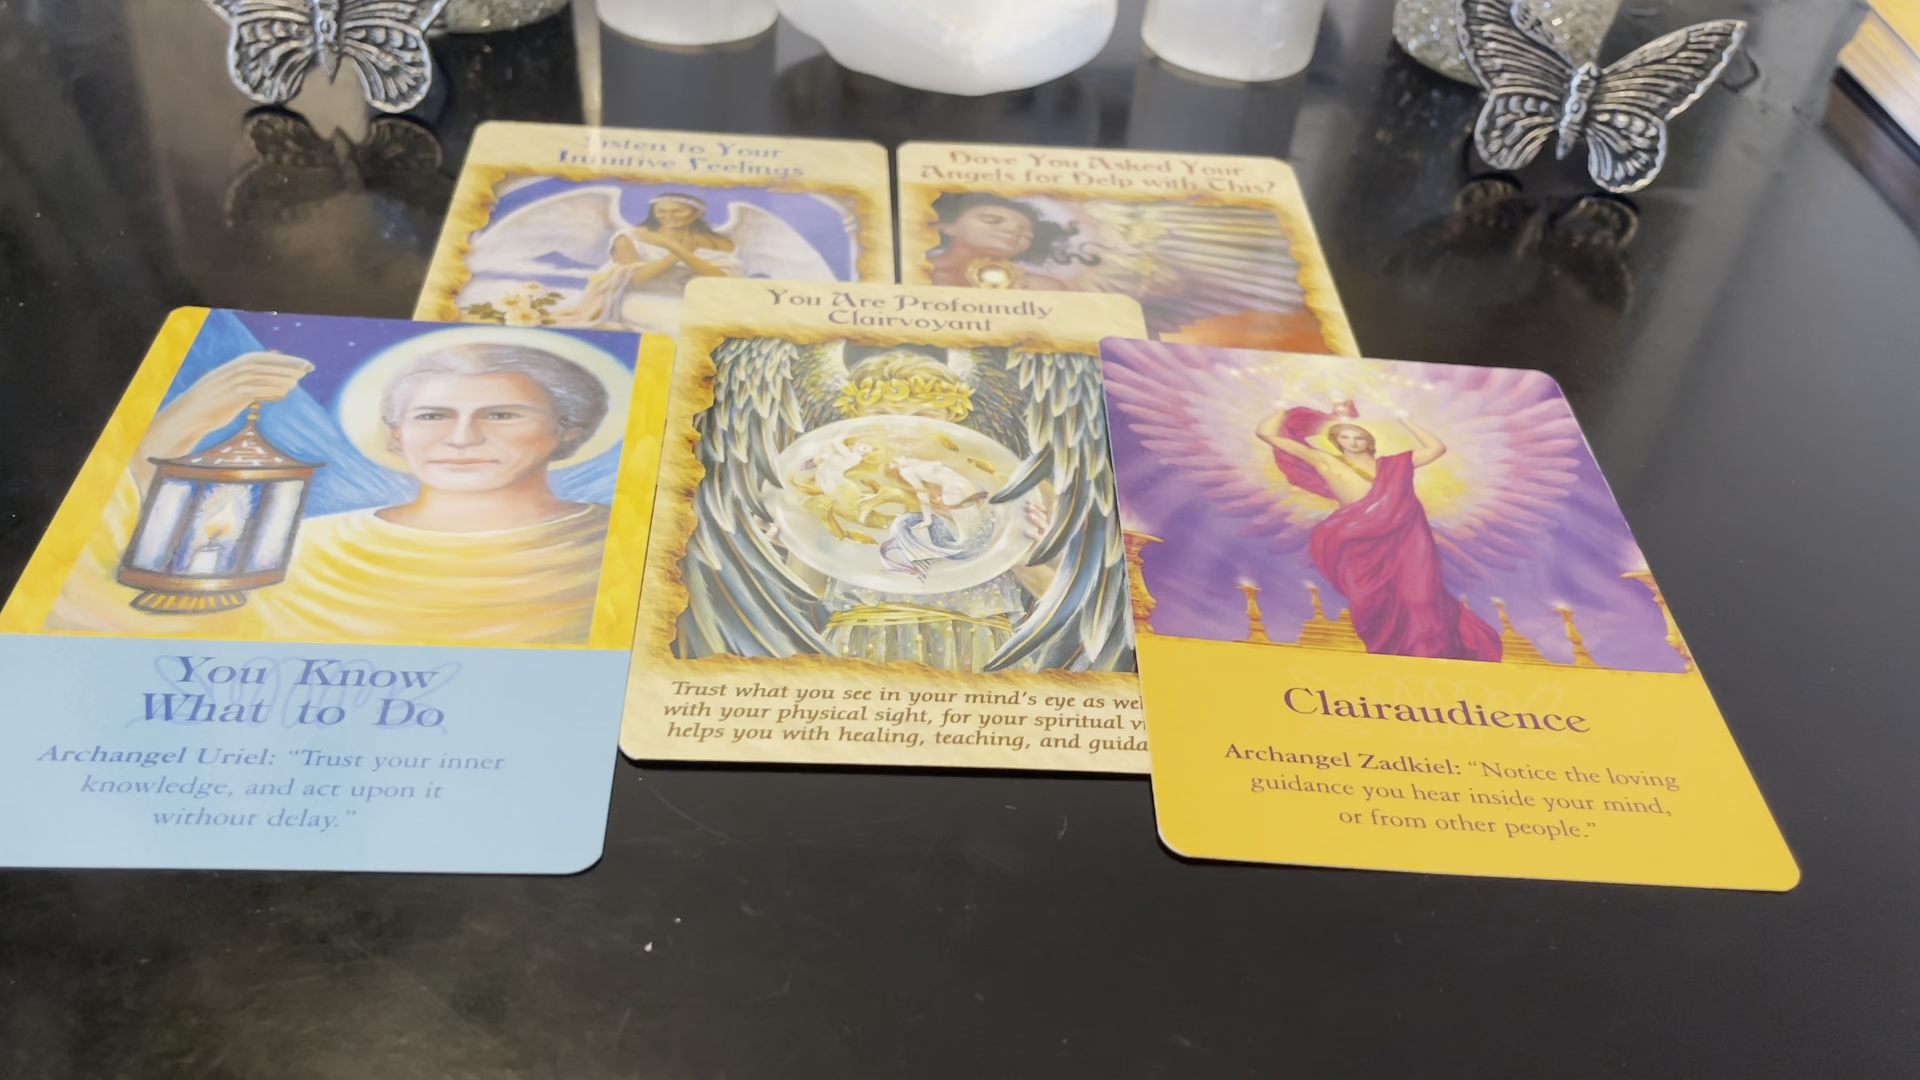 Listen to Your
Intuitive Feelings
Have You Asked Your
Angels for Help with This?
You Are Profoundly
Clairvoyant
Trust what you see in your mind's eye as
with your physical sight, for your spiritual
helps you with healing, teaching, and
You Know
What to Do
Archangel Uriel: “Trust your inner
knowledge, and act upon it
without delay.”
Clairaudience
Archangel Zadkiel: “Notice the loving
guidance you hear inside your mind,
or from other people.”